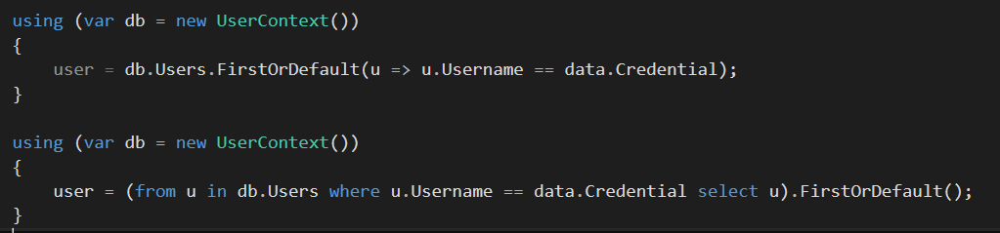 using (var db = new UserContext())
{
    user = db.Users.FirstOrDefault(u => u.Username == data.Credential);
}

using (var db = new UserContext())
{
    user = (from u in db.Users where u.Username == data.Credential select u).FirstOrDefault();
}